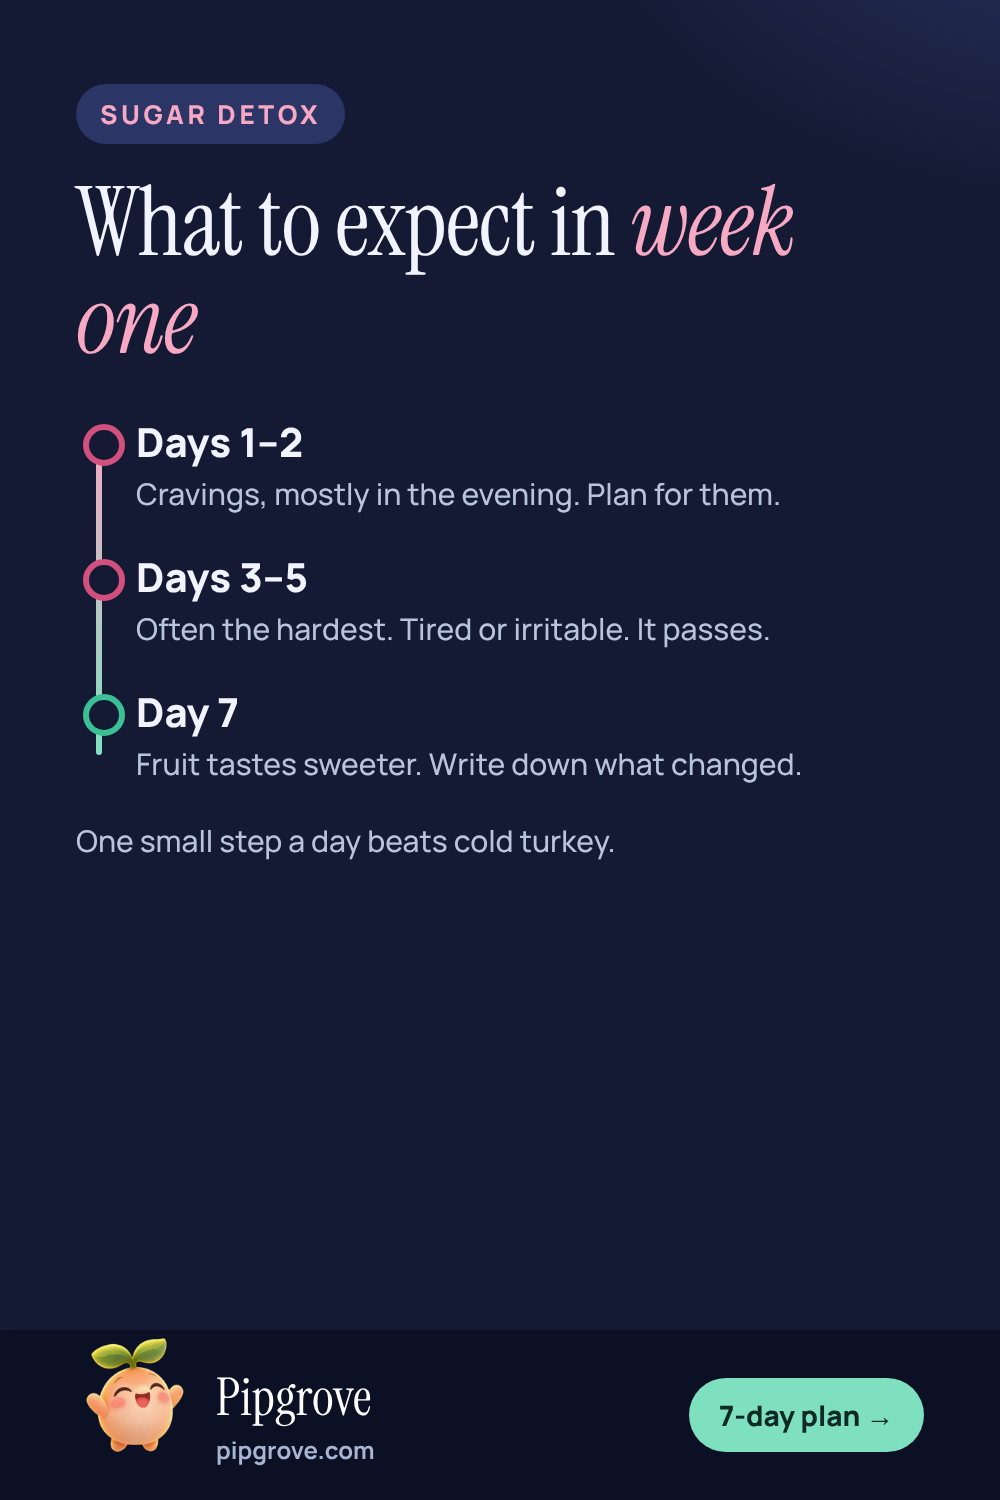 SUGAR DETOX
What to expect in week
one
Days 1–2
Cravings, mostly in the evening. Plan for them.
Days 3–5
Often the hardest. Tired or irritable. It passes.
Day 7
Fruit tastes sweeter. Write down what changed.
One small step a day beats cold turkey.
Pipgrove
pipgrove.com
7-day plan →